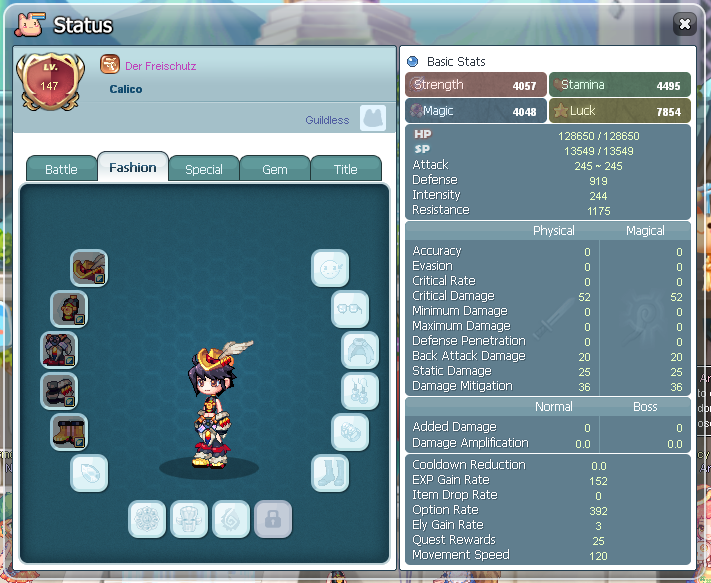 Status
LV.
147
Der Freischutz
Calico
Guildless
Battle Fashion Special Gem Title
Basic Stats
Strength 4057 Stamina 4495
Magic 4048 Luck 7854
HP 128650 / 128650
SP 13549 / 13549
Attack 245 ~ 245
Defense 919
Intensity 244
Resistance 1175
Physical Magical
Accuracy 0 0
Evasion 0 0
Critical Rate 0 0
Critical Damage 52 52
Minimum Damage 0 0
Maximum Damage 0 0
Defense Penetration 0 0
Back Attack Damage 20 20
Static Damage 25 25
Damage Mitigation 36 36
Normal Boss
Added Damage 0 0
Damage Amplification 0.0 0.0
Cooldown Reduction 0.0
EXP Gain Rate 152
Item Drop Rate 0
Option Rate 392
Ely Gain Rate 3
Quest Rewards 25
Movement Speed 120